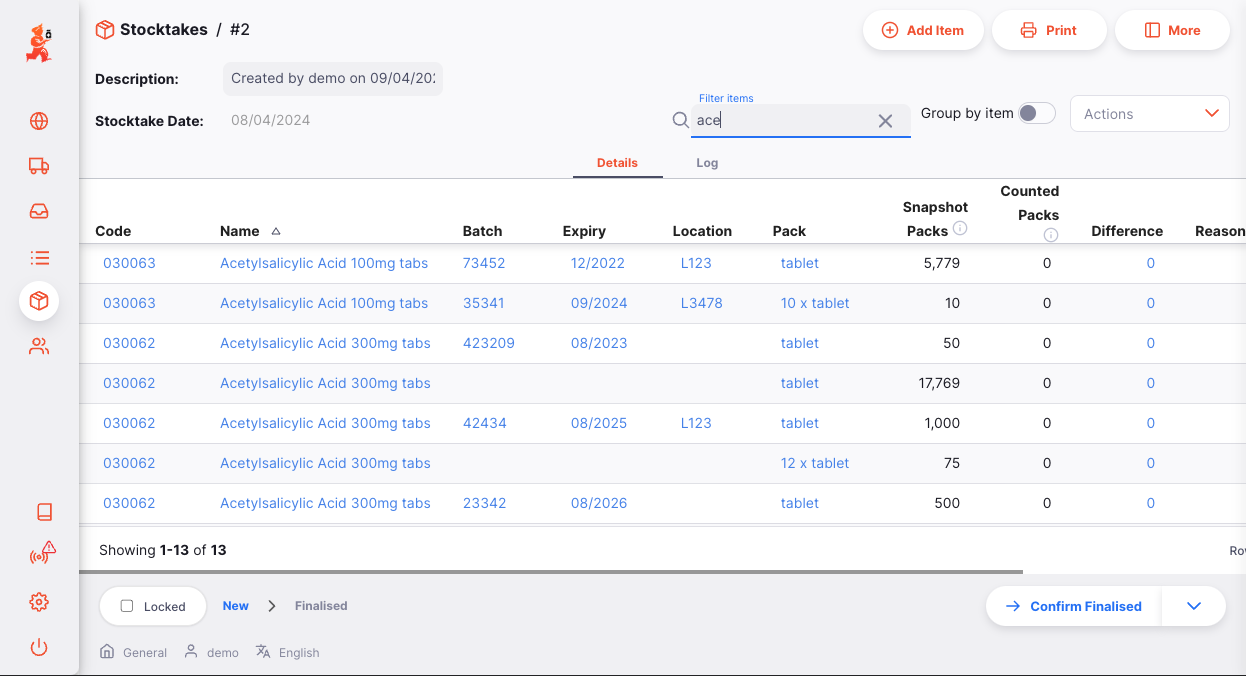 Stocktakes / #2
Add Item
Print
More
Description:
Created by demo on 09/04/202
Stocktake Date:
08/04/2024
Filter items
ace
Group by item
Actions
Details
Log
Code Name Batch Expiry Location Pack Snapshot Packs Counted Packs Difference Reason
030063 Acetylsalicylic Acid 100mg tabs 73452 12/2022 L123 tablet 5,779 0 0
030063 Acetylsalicylic Acid 100mg tabs 35341 09/2024 L3478 10 x tablet 10 0 0
030062 Acetylsalicylic Acid 300mg tabs 423209 08/2023 tablet 50 0 0
030062 Acetylsalicylic Acid 300mg tabs tablet 17,769 0 0
030062 Acetylsalicylic Acid 300mg tabs 42434 08/2025 L123 tablet 1,000 0 0
030062 Acetylsalicylic Acid 300mg tabs 12 x tablet 75 0 0
030062 Acetylsalicylic Acid 300mg tabs 23342 08/2026 tablet 500 0 0
Showing 1-13 of 13
Locked
New
Finalised
Confirm Finalised
General
demo
English